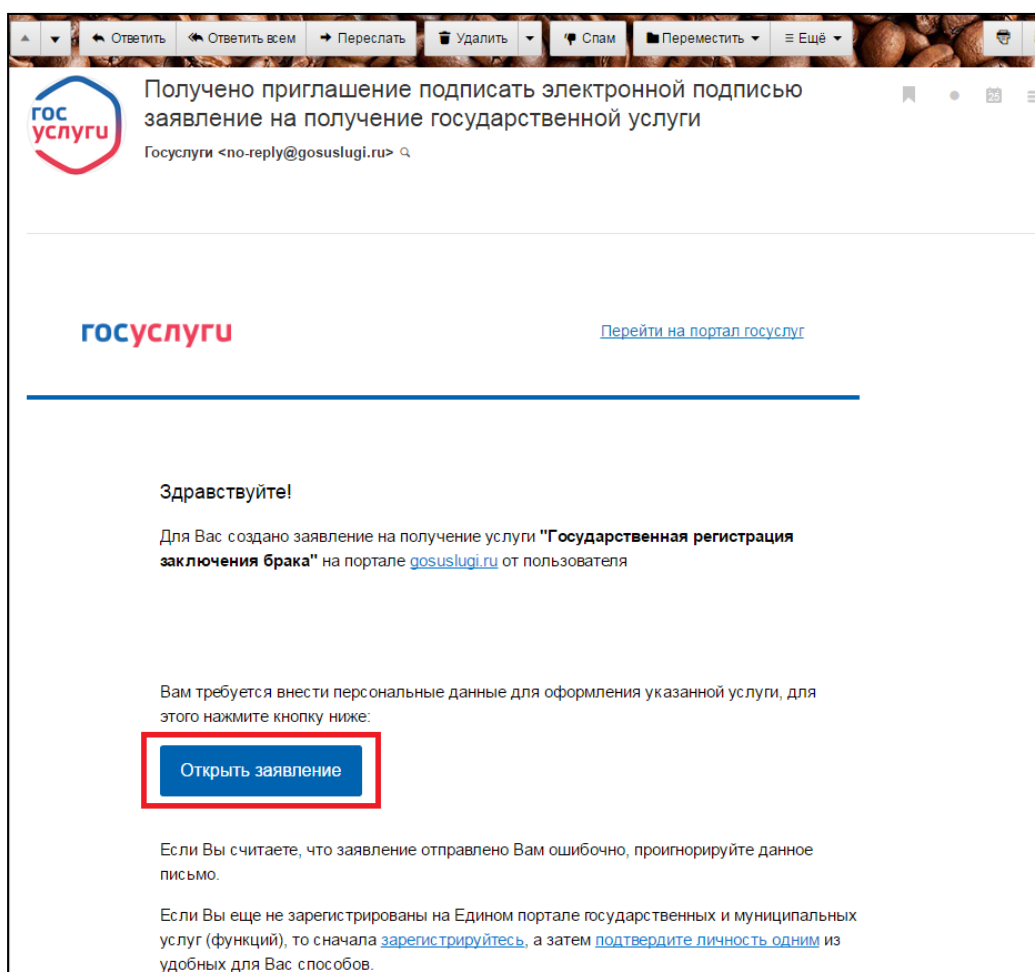 Ответить Ответить всем Переслать Удалить Спам Переместить Ещё
Получено приглашение подписать электронной подписью
заявление на получение государственной услуги
гос
услуги
Госуслуги <no-reply@gosuslugi.ru>
25
госуслуги Перейти на портал госуслуг
Здравствуйте!
Для Вас создано заявление на получение услуги "Государственная регистрация
заключения брака" на портале gosuslugi.ru от пользователя
Вам требуется внести персональные данные для оформления указанной услуги, для
этого нажмите кнопку ниже:
Открыть заявление
Если Вы считаете, что заявление отправлено Вам ошибочно, проигнорируйте данное
письмо.
Если Вы еще не зарегистрированы на Едином портале государственных и муниципальных
услуг (функций), то сначала зарегистрируйтесь, а затем подтвердите личность одним из
удобных для Вас способов.